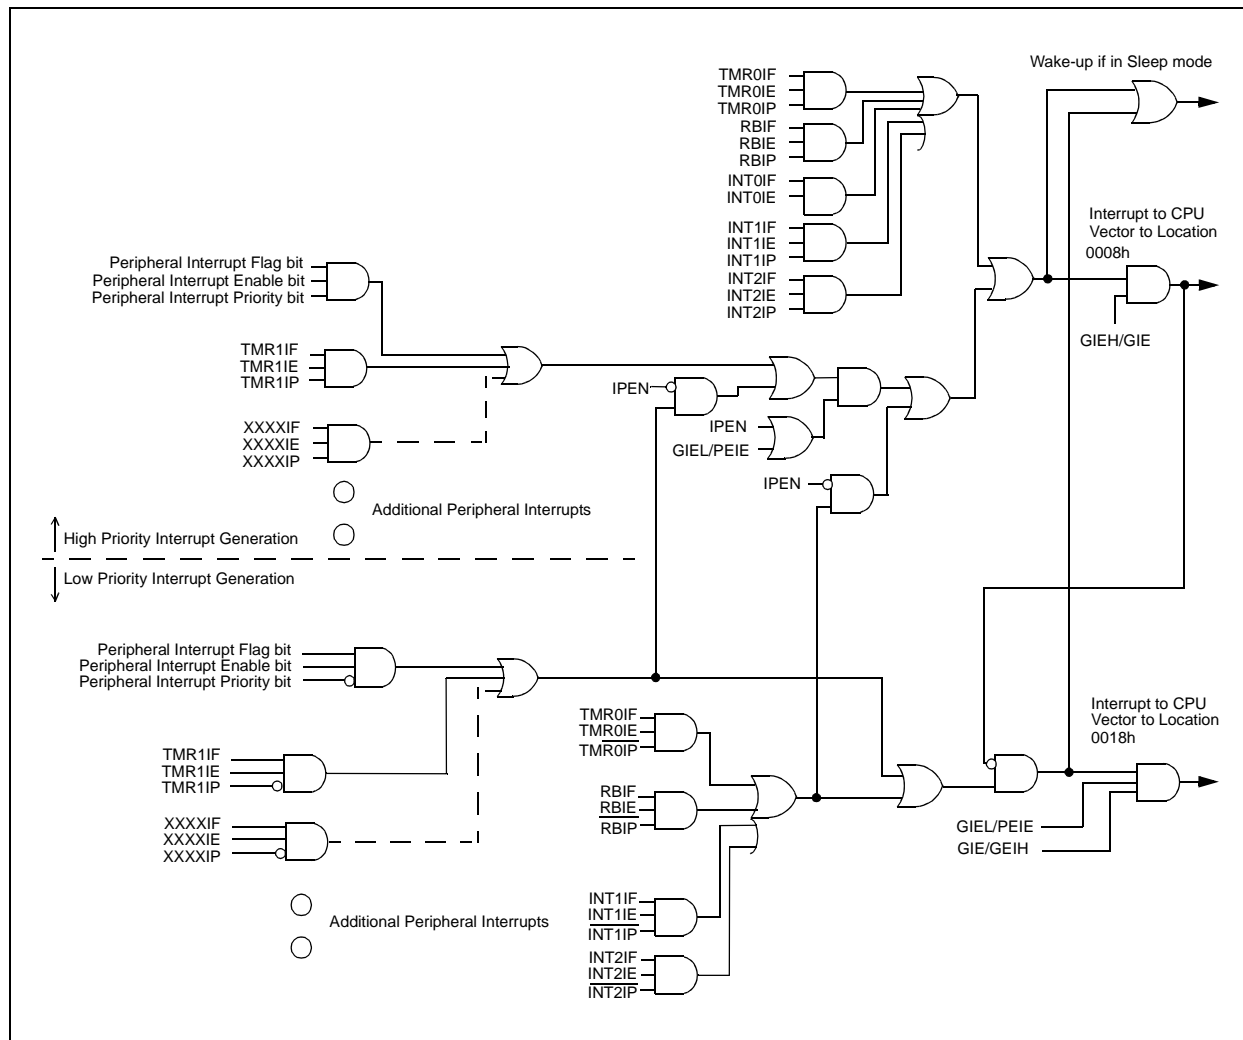 Wake-up if in Sleep mode
TMR0IF
TMR0IE
TMR0IP
RBIF
RBIE
RBIP
INT0IF
INT0IE
INT1IF
INT1IE
INT1IP
INT2IF
INT2IE
INT2IP
Interrupt to CPU
Vector to Location
0008h
GIEH/GIE
Peripheral Interrupt Flag bit
Peripheral Interrupt Enable bit
Peripheral Interrupt Priority bit
TMR1IF
TMR1IE
TMR1IP
XXXXIF
XXXXIE
XXXXIP
IPEN
IPEN
GIEL/PEIE
IPEN
Additional Peripheral Interrupts
High Priority Interrupt Generation
Low Priority Interrupt Generation
Peripheral Interrupt Flag bit
Peripheral Interrupt Enable bit
Peripheral Interrupt Priority bit
TMR1IF
TMR1IE
TMR1IP
XXXXIF
XXXXIE
XXXXIP
Additional Peripheral Interrupts
TMR0IF
TMR0IE
TMR0IP
RBIF
RBIE
RBIP
INT1IF
INT1IE
INT1IP
INT2IF
INT2IE
INT2IP
Interrupt to CPU
Vector to Location
0018h
GIEL/PEIE
GIE/GEIH